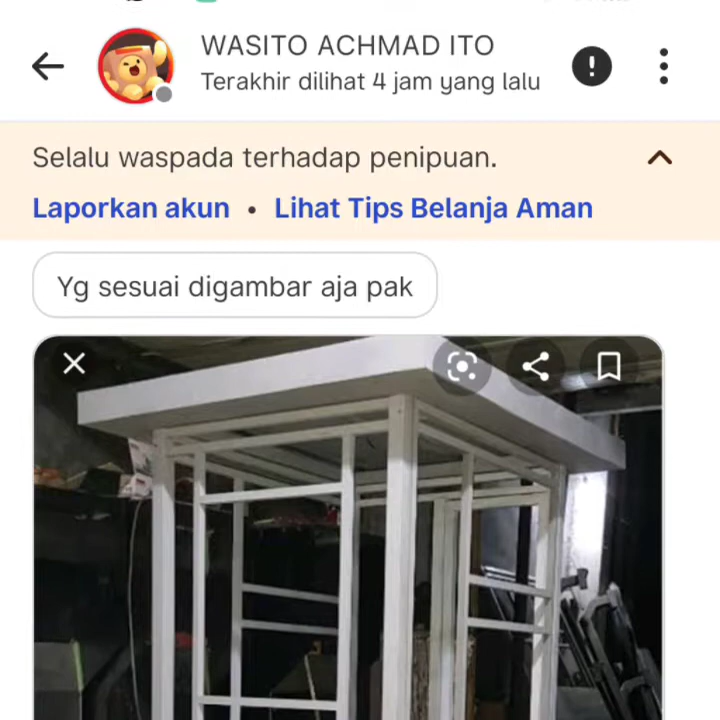 WASITO ACHMAD ITO
Terakhir dilihat 4 jam yang lalu
Selalu waspada terhadap penipuan.
Laporkan akun • Lihat Tips Belanja Aman
Yg sesuai digambar aja pak